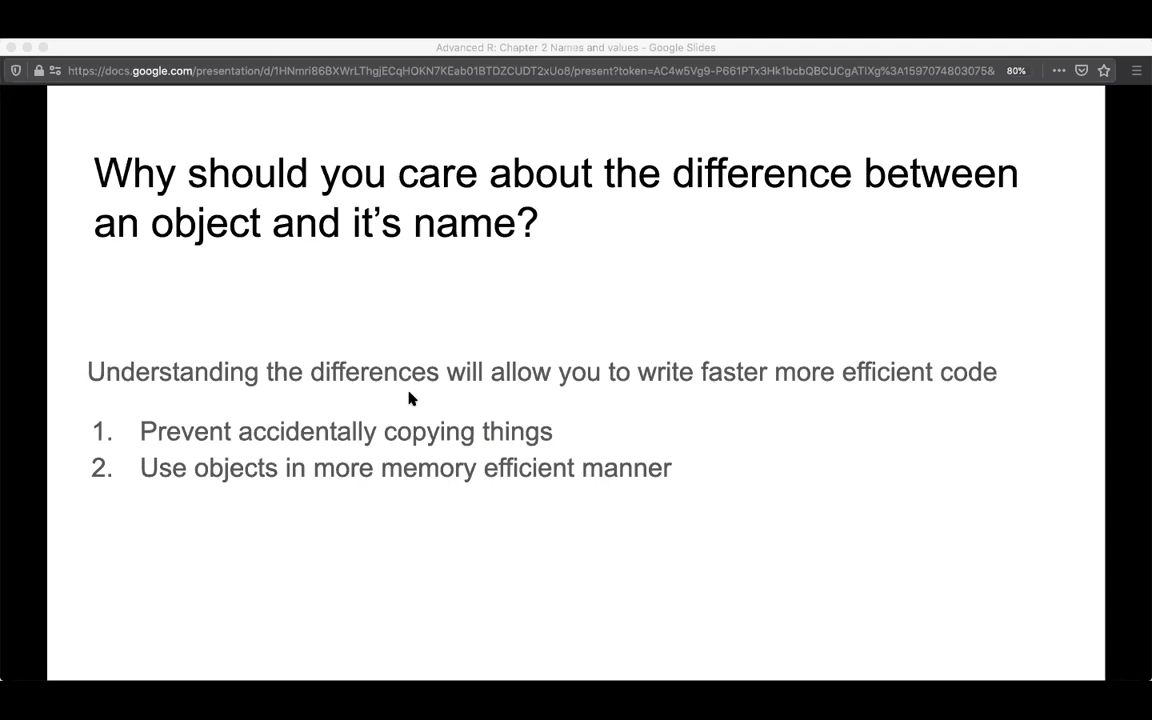 Advanced R: Chapter 2 Names and values - Google Slides
https://docs.google.com/presentation/d/1HNmri86BXWrLThgjECqHOKN7KEab01BTDZCUDT2xUo8/present?token=AC4w5Vg9-P661PTx3Hk1bcbQBCUCgATIXg%3A1597074803075& 80%
Why should you care about the difference between
an object and it's name?
Understanding the differences will allow you to write faster more efficient code
1. Prevent accidentally copying things
2. Use objects in more memory efficient manner